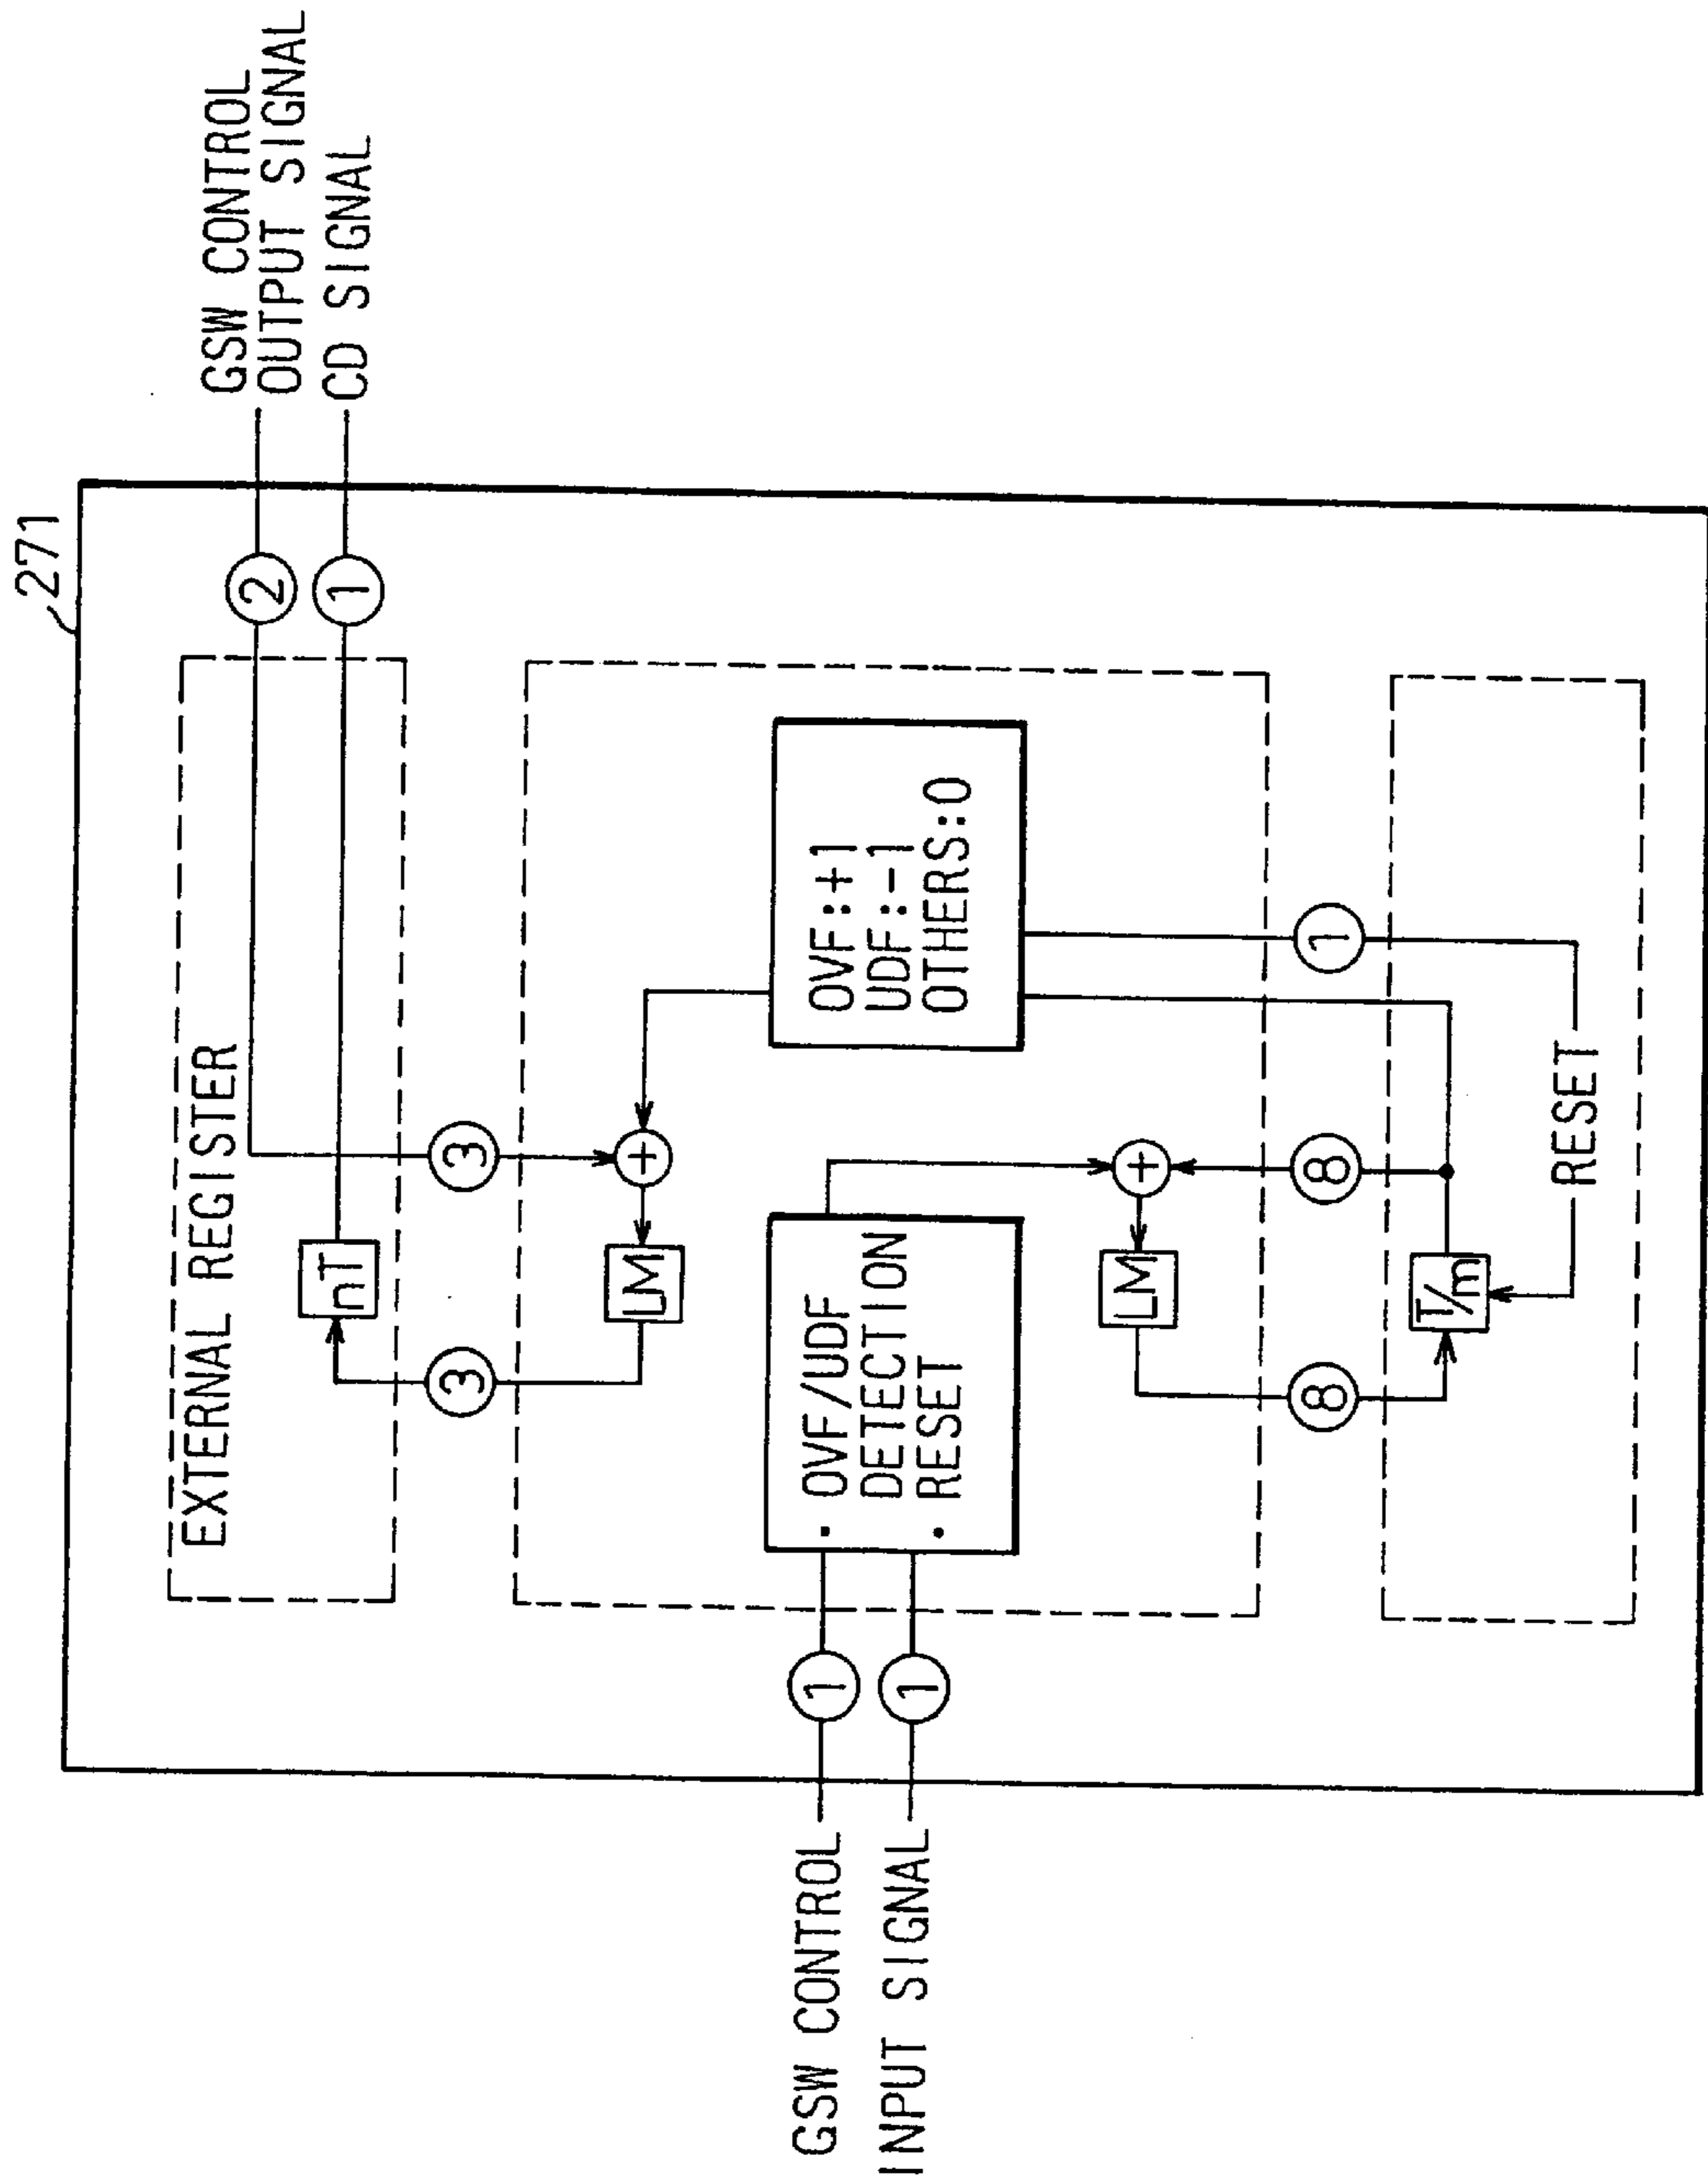 271
GSW CONTROL
OUTPUT SIGNAL
CD SIGNAL
2
1
EXTERNAL REGISTER
nT
3
3
LM
+
OVF/UDF
DETECTION
RESET
OVF:+1
UDF:-1
OTHERS:0
GSW CONTROL
INPUT SIGNAL
1
1
LM
+
8
8
1
T/m
RESET